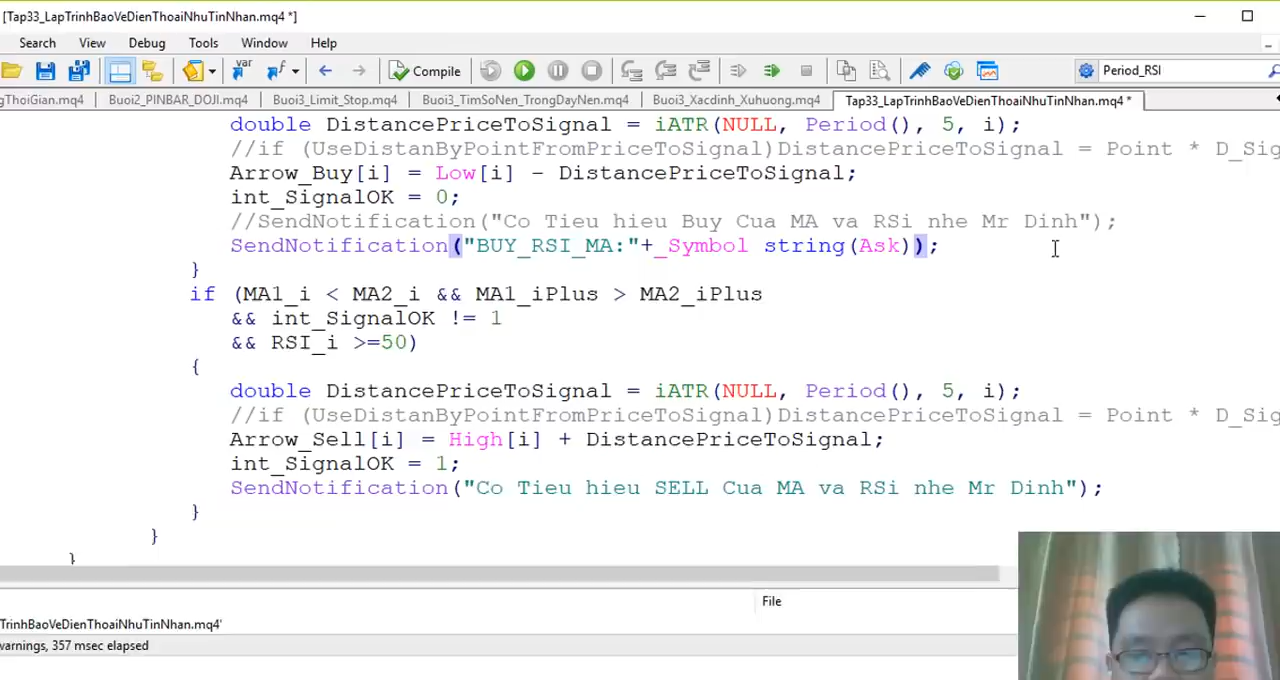 [Tap33_LapTrinhBaoVeDienThoaiNhuTinNhan.mq4 *]
Search View Debug Tools Window Help
var Compile Period_RSI
gThoiGian.mq4 Buoi2_PINBAR_DOJI.mq4 Buoi3_Limit_Stop.mq4 Buoi3_TimSoNen_TrongDayNen.mq4 Buoi3_Xacdinh_Xuhuong.mq4 Tap33_LapTrinhBaoVeDienThoaiNhuTinNhan.mq4 *
double DistancePriceToSignal = iATR(NULL, Period(), 5, i);
//if (UseDistanByPointFromPriceToSignal)DistancePriceToSignal = Point * D_Sig
Arrow_Buy[i] = Low[i] - DistancePriceToSignal;
int_SignalOK = 0;
//SendNotification("Co Tieu hieu Buy Cua MA va RSi nhe Mr Dinh");
SendNotification("BUY_RSI_MA:"+_Symbol string(Ask));
}
if (MA1_i < MA2_i && MA1_iPlus > MA2_iPlus
&& int_SignalOK != 1
&& RSI_i >=50)
{
double DistancePriceToSignal = iATR(NULL, Period(), 5, i);
//if (UseDistanByPointFromPriceToSignal)DistancePriceToSignal = Point * D_Sig
Arrow_Sell[i] = High[i] + DistancePriceToSignal;
int_SignalOK = 1;
SendNotification("Co Tieu hieu SELL Cua MA va RSi nhe Mr Dinh");
}
}
}
File
TrinhBaoVeDienThoaiNhuTinNhan.mq4'
warnings, 357 msec elapsed